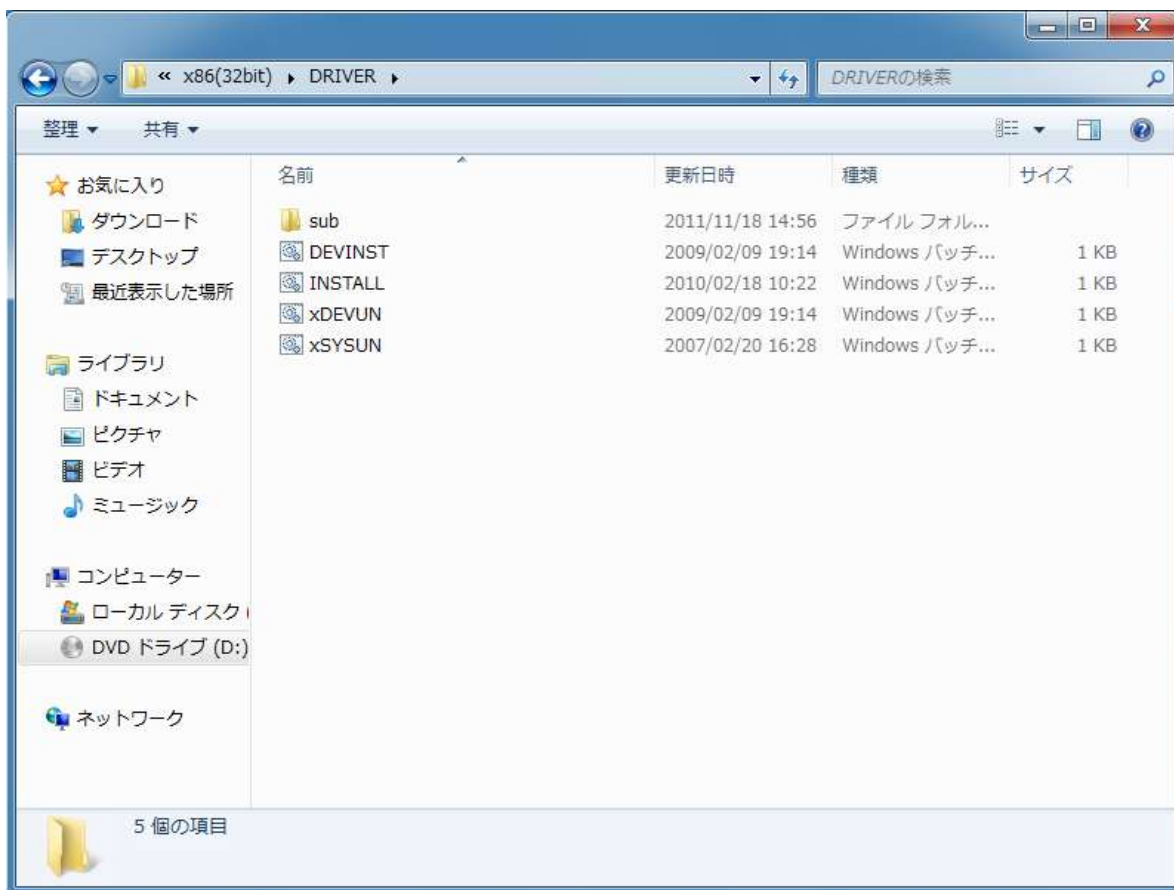 « x86(32bit) ▸ DRIVER ▸
DRIVERの検索
整理 ▼ 共有 ▼
名前 更新日時 種類 サイズ
sub 2011/11/18 14:56 ファイル フォル...
DEVINST 2009/02/09 19:14 Windows バッチ... 1 KB
INSTALL 2010/02/18 10:22 Windows バッチ... 1 KB
xDEVUN 2009/02/09 19:14 Windows バッチ... 1 KB
xSYSUN 2007/02/20 16:28 Windows バッチ... 1 KB
お気に入り
ダウンロード
デスクトップ
最近表示した場所
ライブラリ
ドキュメント
ピクチャ
ビデオ
ミュージック
コンピューター
ローカル ディスク (
DVD ドライブ (D:)
ネットワーク
5 個の項目